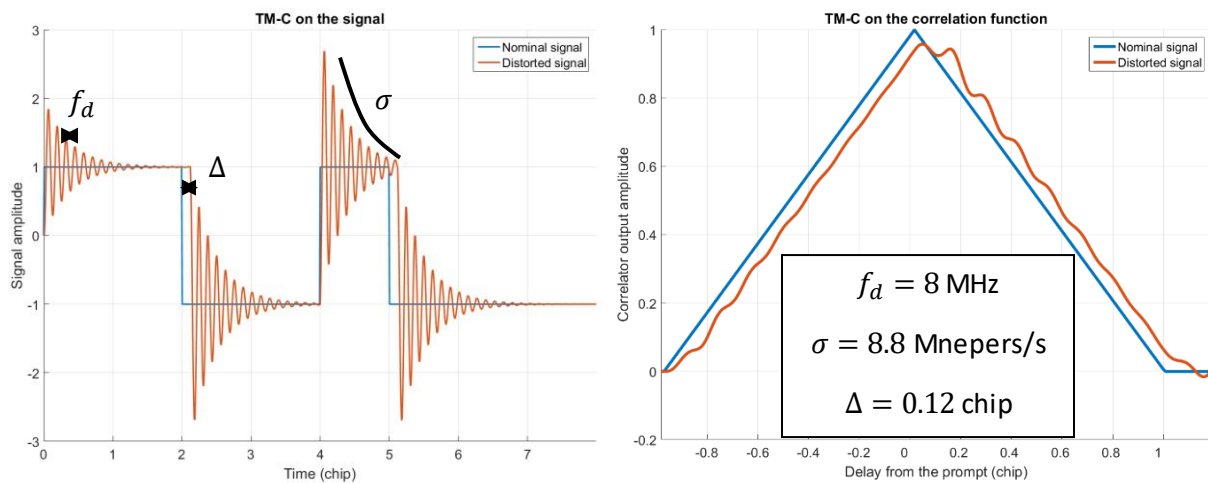 TM-C on the signal
3
2
1
0
-1
-2
-3
0
1
2
3
4
5
6
7
Time (chip)
Signal amplitude
Nominal signal
Distorted signal
f_d
Δ
σ
TM-C on the correlation function
1
0.8
0.6
0.4
0.2
0
-0.2
-0.8
-0.6
-0.4
-0.2
0
0.2
0.4
0.6
0.8
1
Delay from the prompt (chip)
Correlator output amplitude
Nominal signal
Distorted signal
f_d = 8 MHz
σ = 8.8 Mnepers/s
Δ = 0.12 chip